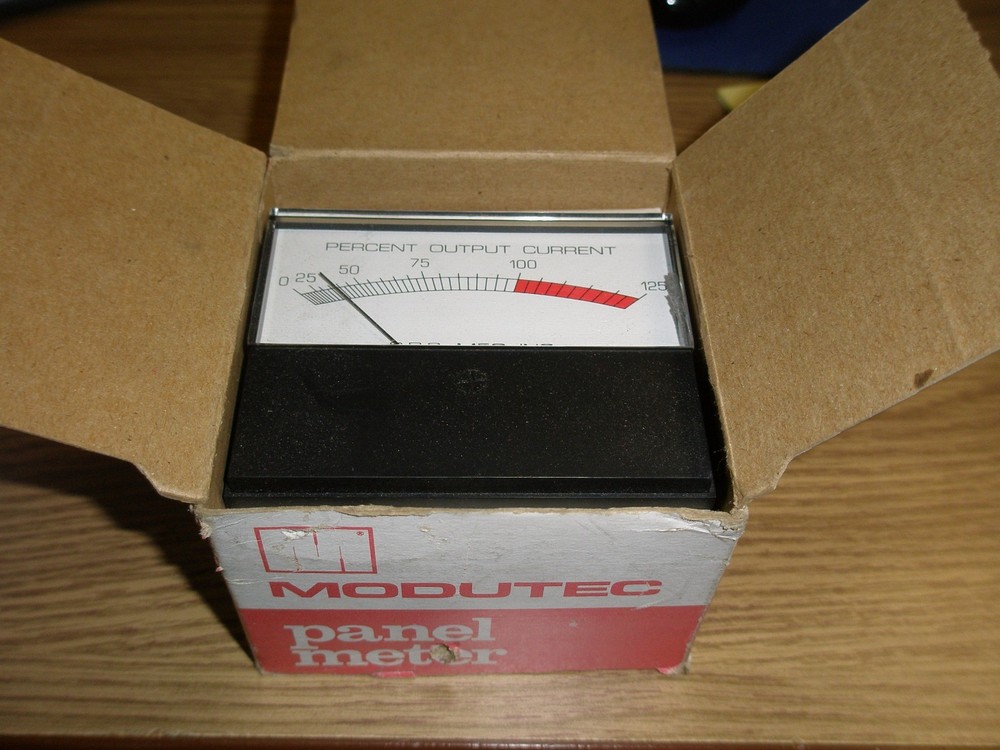 PERCENT OUTPUT CURRENT
0 25 50 75 100 125
M
MODUTEC
panel
meter